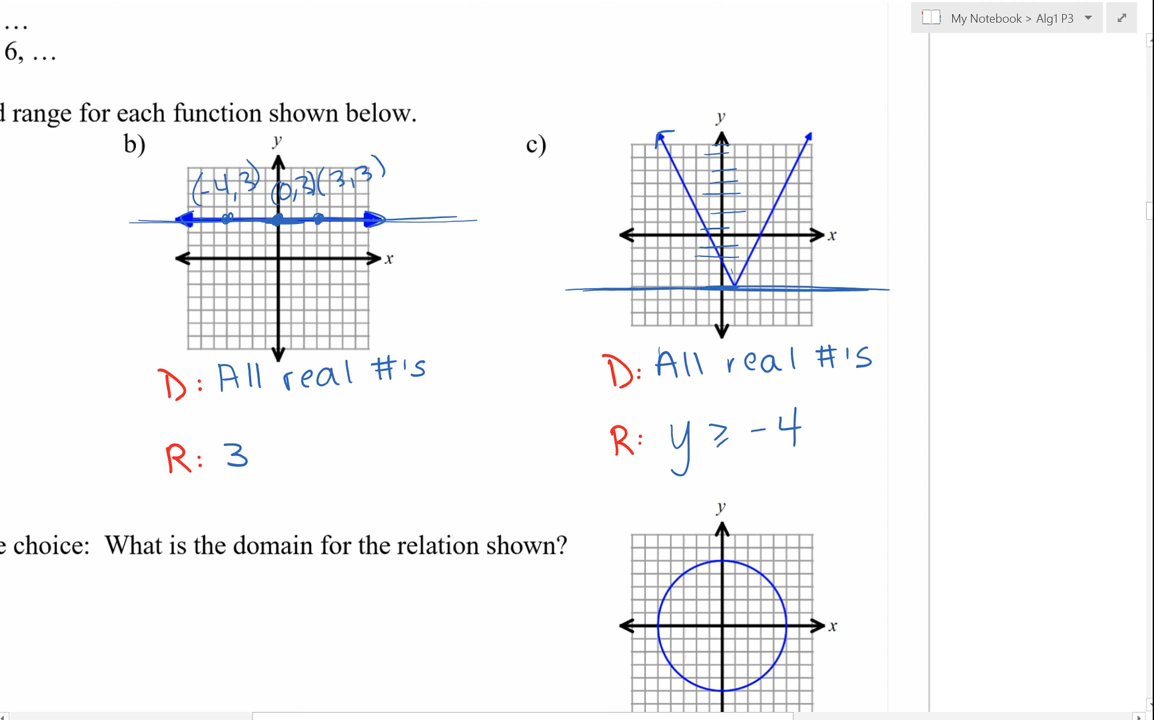 …
My Notebook > Alg1 P3
6, …
d range for each function shown below.
b)
y
(-4,3) (0,3) (3,3)
x
D: All real #'s
R: 3
c)
y
x
D: All real #'s
R: y ≥ -4
e choice: What is the domain for the relation shown?
y
x